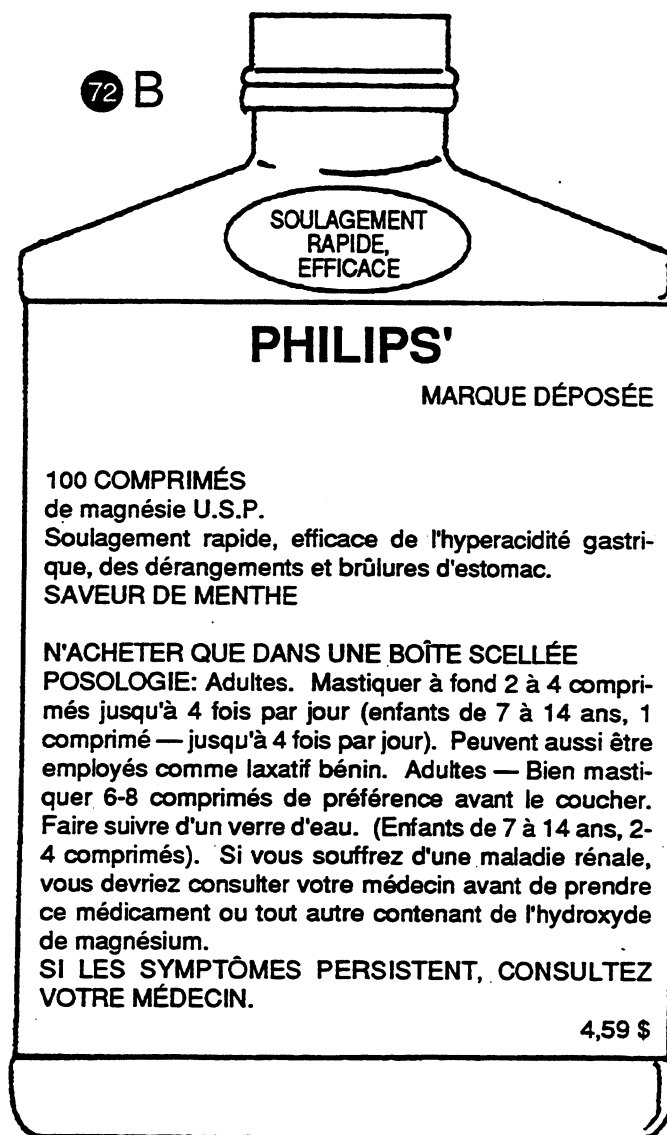 72 B
SOULAGEMENT
RAPIDE,
EFFICACE
PHILIPS'
MARQUE DÉPOSÉE
100 COMPRIMÉS
de magnésie U.S.P.
Soulagement rapide, efficace de l'hyperacidité gastri-
que, des dérangements et brûlures d'estomac.
SAVEUR DE MENTHE
N'ACHETER QUE DANS UNE BOÎTE SCELLÉE
POSOLOGIE: Adultes. Mastiquer à fond 2 à 4 compri-
més jusqu'à 4 fois par jour (enfants de 7 à 14 ans, 1
comprimé — jusqu'à 4 fois par jour). Peuvent aussi être
employés comme laxatif bénin. Adultes — Bien masti-
quer 6-8 comprimés de préférence avant le coucher.
Faire suivre d'un verre d'eau. (Enfants de 7 à 14 ans, 2-
4 comprimés). Si vous souffrez d'une maladie rénale,
vous devriez consulter votre médecin avant de prendre
ce médicament ou tout autre contenant de l'hydroxyde
de magnésium.
SI LES SYMPTÔMES PERSISTENT, CONSULTEZ
VOTRE MÉDECIN.
4,59 $